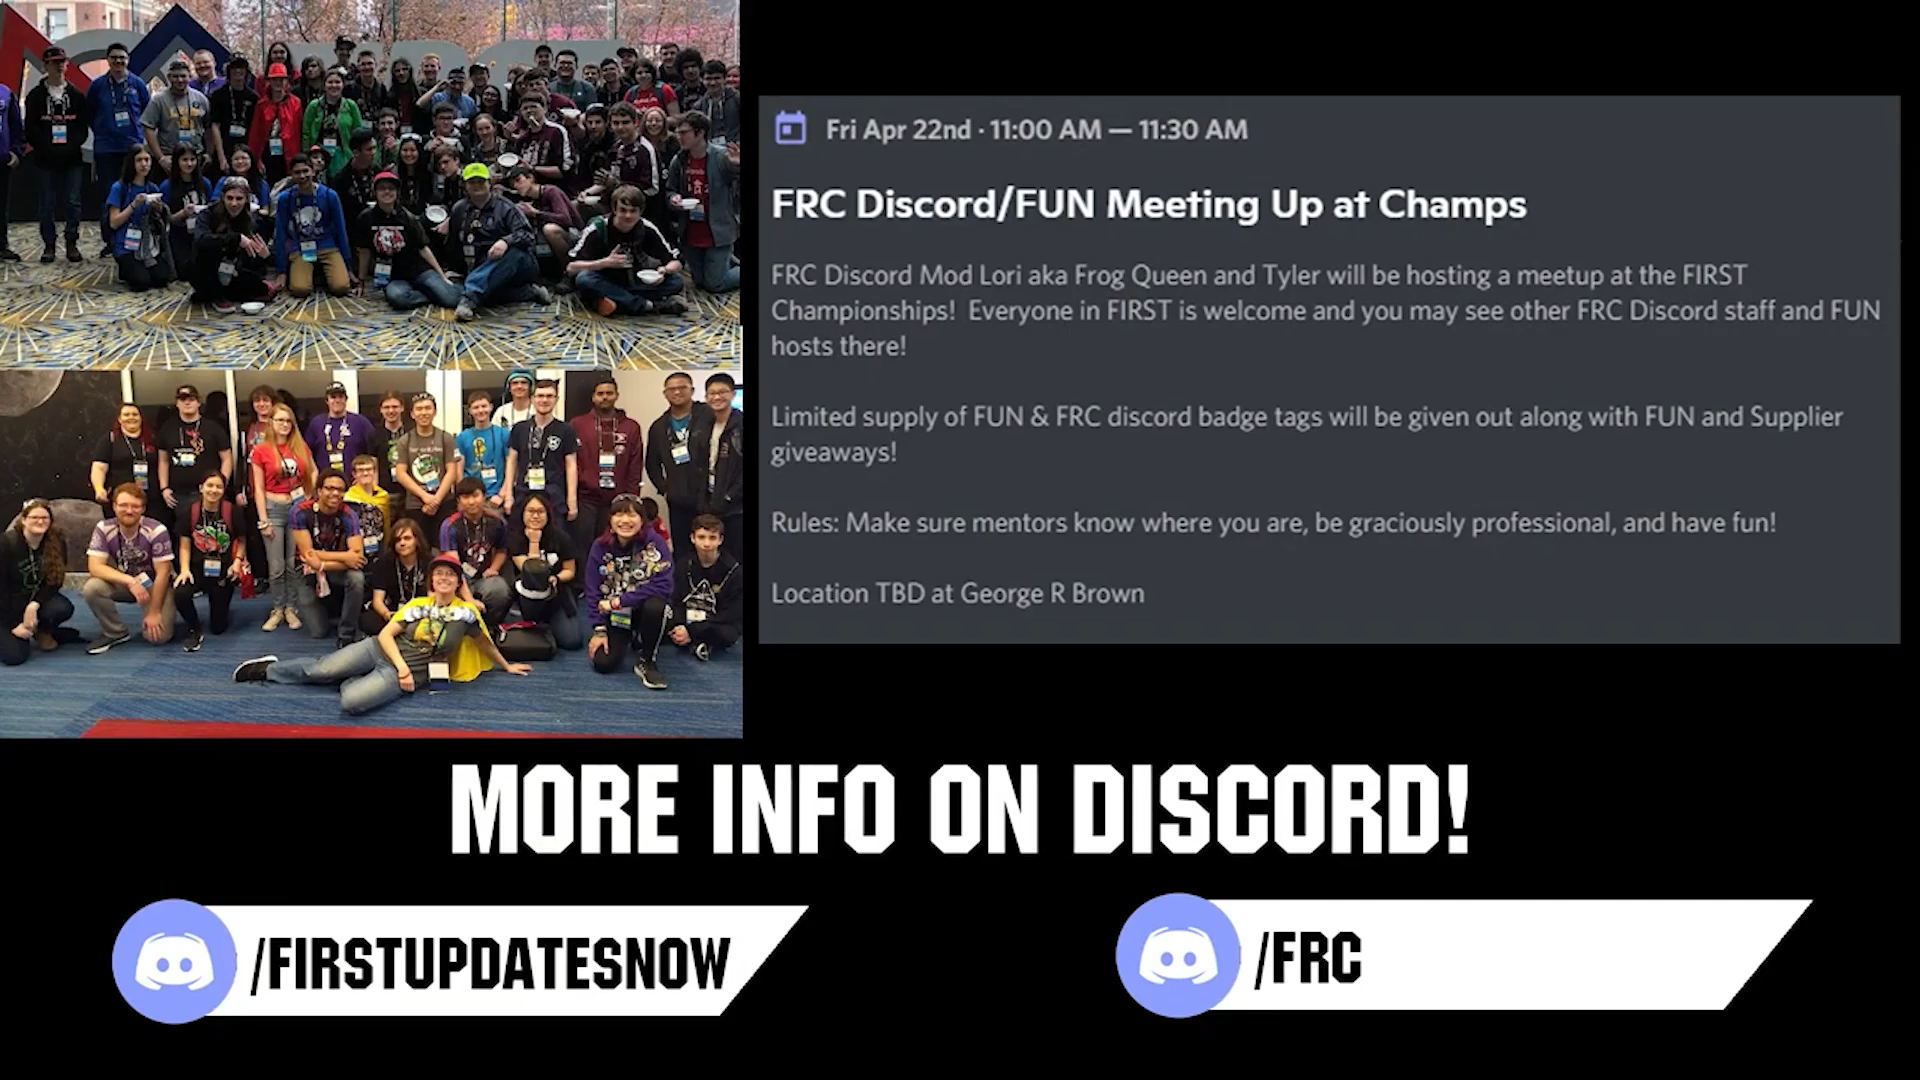 Fri Apr 22nd · 11:00 AM — 11:30 AM
FRC Discord/FUN Meeting Up at Champs
FRC Discord Mod Lori aka Frog Queen and Tyler will be hosting a meetup at the FIRST
Championships!  Everyone in FIRST is welcome and you may see other FRC Discord staff and FUN
hosts there!
Limited supply of FUN & FRC discord badge tags will be given out along with FUN and Supplier
giveaways!
Rules: Make sure mentors know where you are, be graciously professional, and have fun!
Location TBD at George R Brown
MORE INFO ON DISCORD!
/FIRSTUPDATESNOW
/FRC